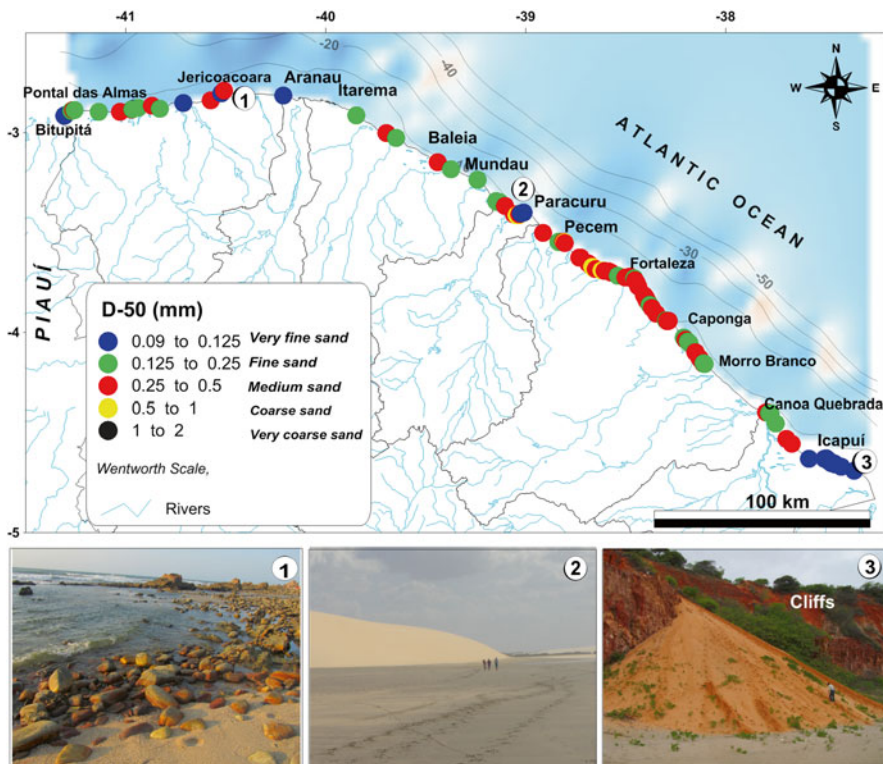 -41 -40 -39 -38
-3
-4
-5
-20
-40
-30
-50
N
W E
S
ATLANTIC OCEAN
PIAUÍ
Pontal das Almas
Bitupitá
Jericoacoara
1
Aranau
Itarema
Baleia
Mundau
2
Paracuru
Pecem
Fortaleza
Caponga
Morro Branco
Canoa Quebrada
Icapuí
3
D-50 (mm)
0.09 to 0.125 Very fine sand
0.125 to 0.25 Fine sand
0.25 to 0.5 Medium sand
0.5 to 1 Coarse sand
1 to 2 Very coarse sand
Wentworth Scale,
Rivers
100 km
1
2
3
Cliffs